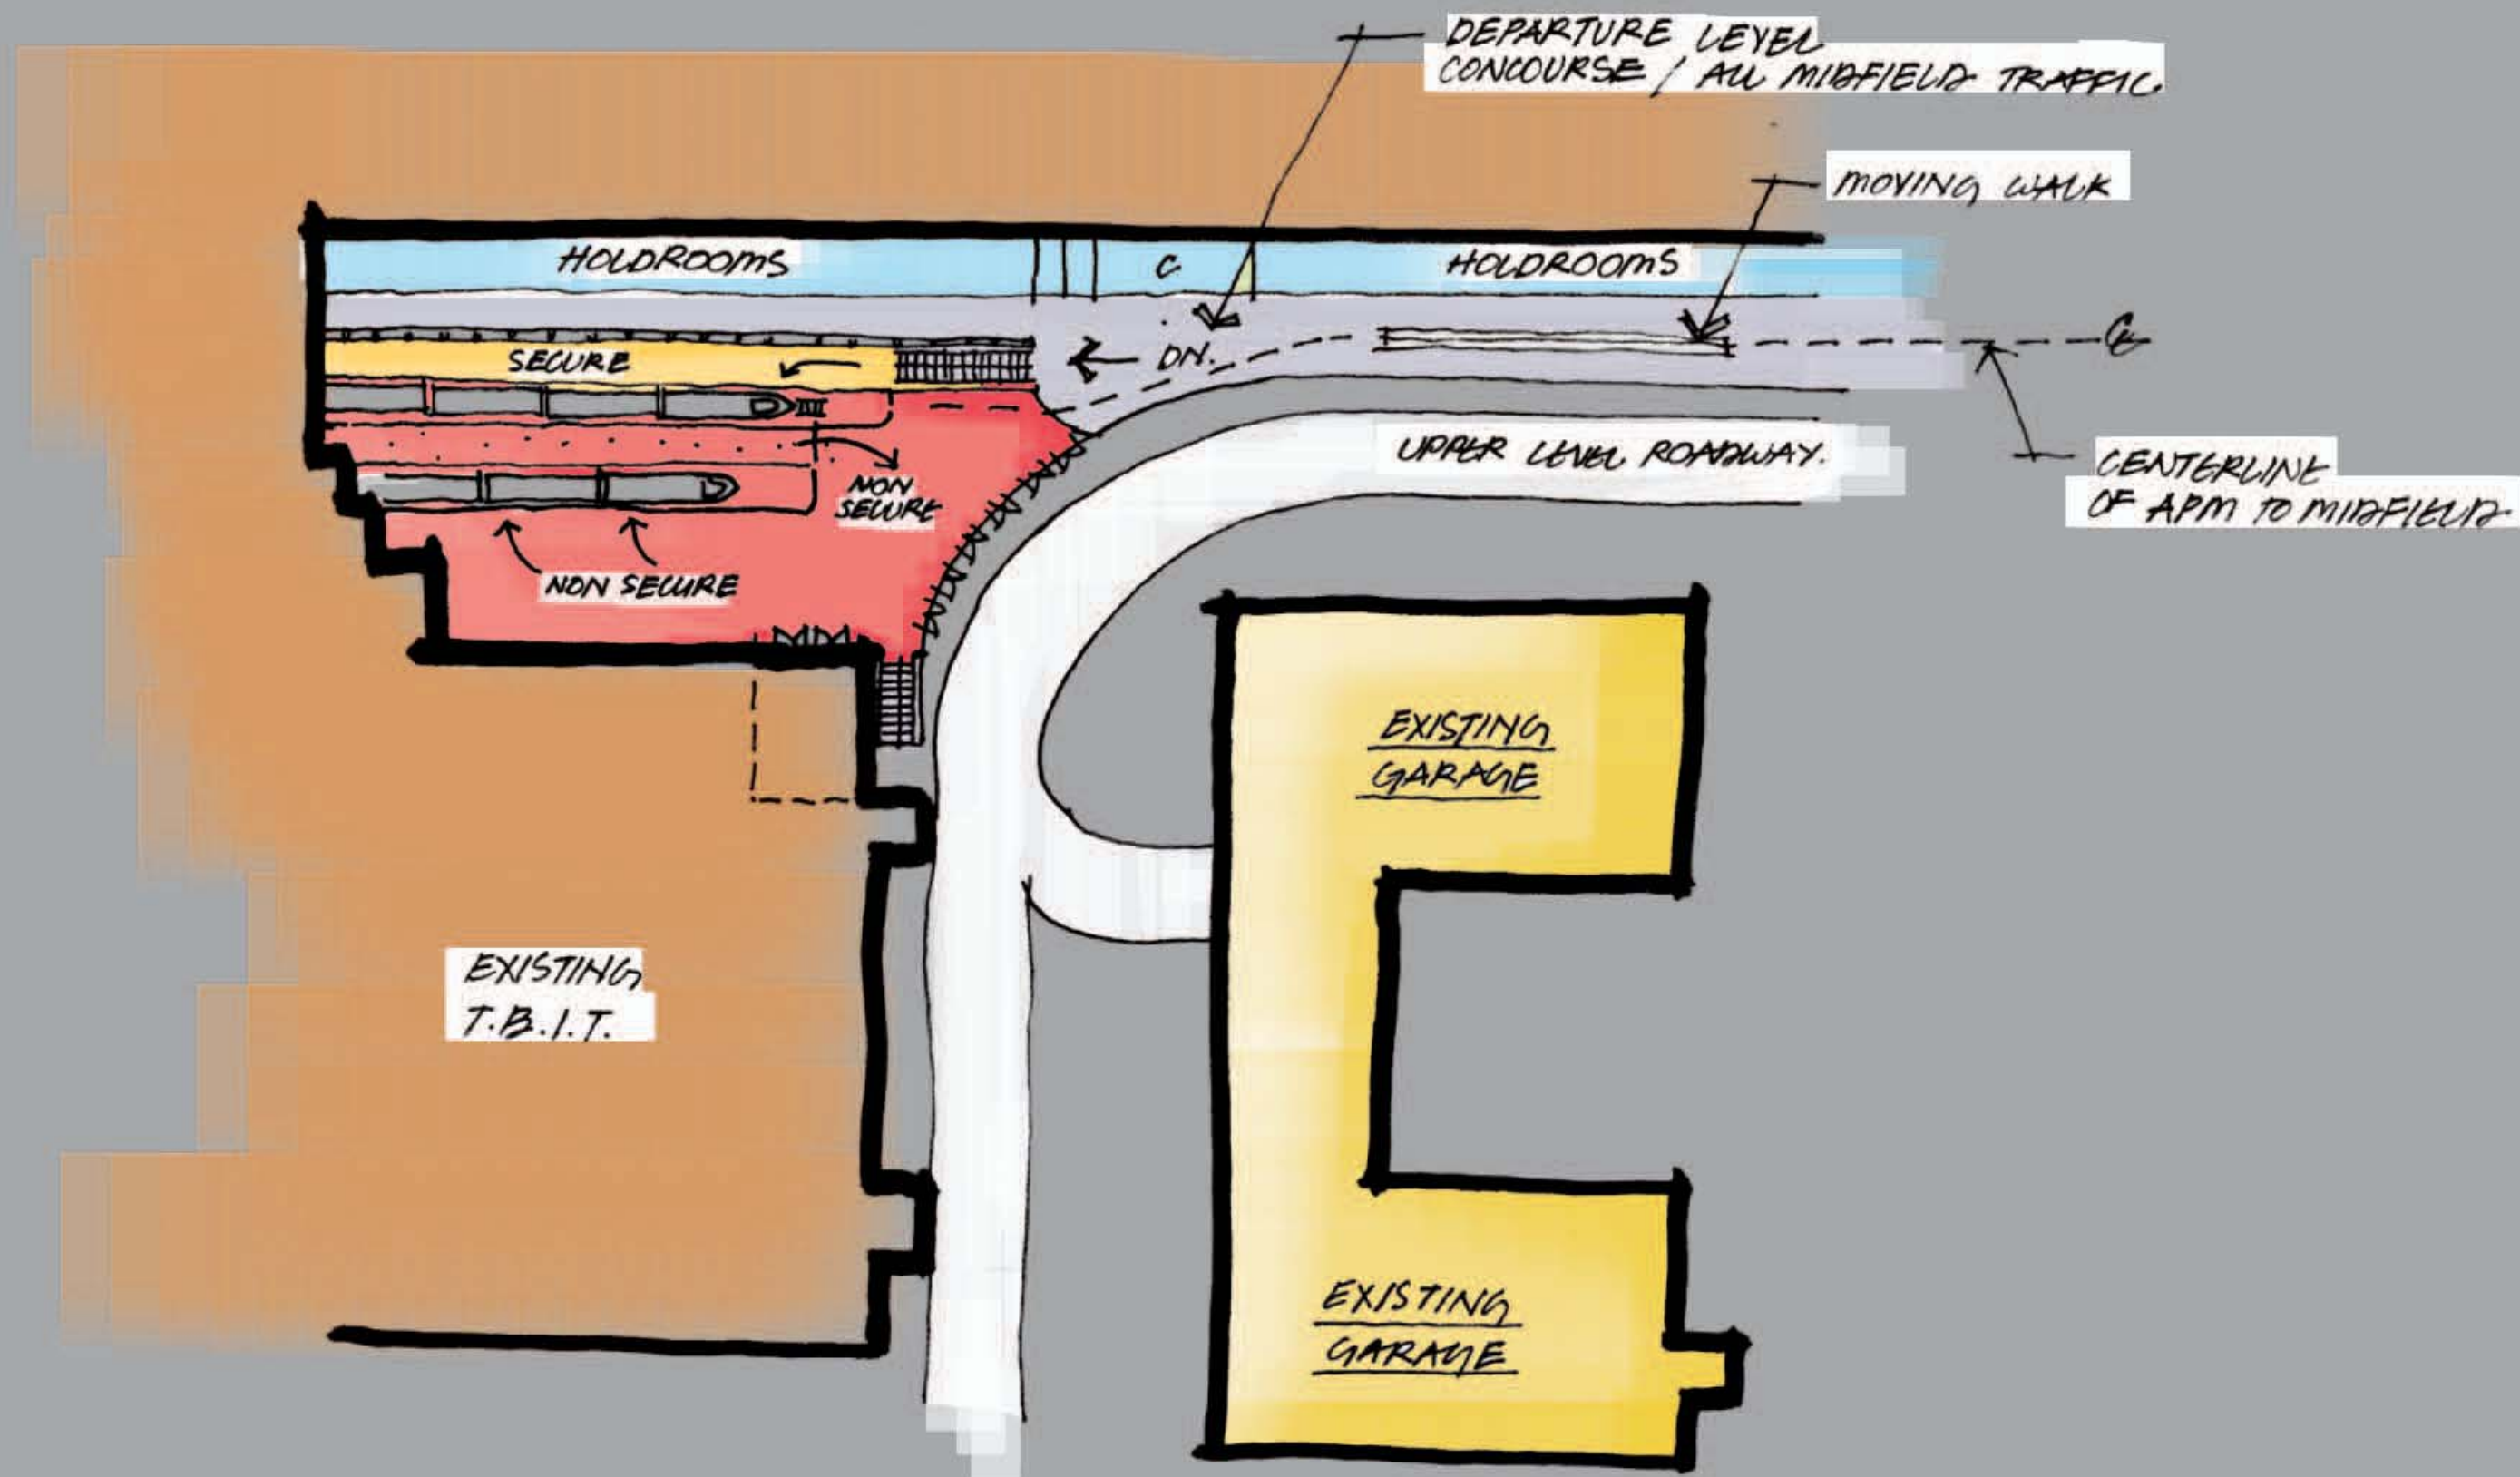 DEPARTURE LEVEL
CONCOURSE / ALL MIDFIELD TRAFFIC
MOVING WALK
HOLDROOMS
C
HOLDROOMS
SECURE
DN.
UPPER LEVEL ROADWAY.
CENTERLINE
OF APM TO MIDFIELD
NON
SECURE
NON SECURE
EXISTING
GARAGE
EXISTING
T.B.I.T.
EXISTING
GARAGE